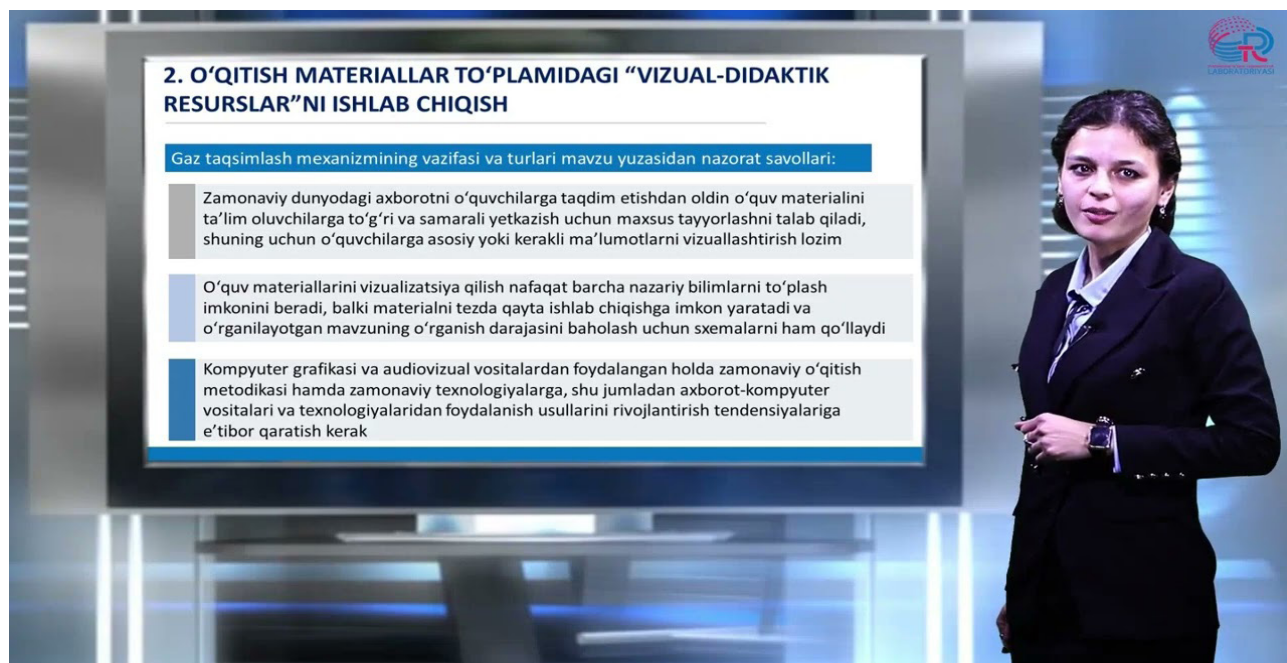 2. O‘QITISH MATERIALLAR TO‘PLAMIDAGI “VIZUAL-DIDAKTIK
RESURSLAR”NI ISHLAB CHIQISH
Gaz taqsimlash mexanizmining vazifasi va turlari mavzu yuzasidan nazorat savollari:
Zamonaviy dunyodagi axborotni o‘quvchilarga taqdim etishdan oldin o‘quv materialini
ta’lim oluvchilarga to‘g‘ri va samarali yetkazish uchun maxsus tayyorlashni talab qiladi,
shuning uchun o‘quvchilarga asosiy yoki kerakli ma’lumotlarni vizuallashtirish lozim
O‘quv materiallarini vizualizatsiya qilish nafaqat barcha nazariy bilimlarni to‘plash
imkonini beradi, balki materialni tezda qayta ishlab chiqishga imkon yaratadi va
o‘rganilayotgan mavzuning o‘rganish darajasini baholash uchun sxemalarni ham qo‘llaydi
Kompyuter grafikasi va audiovizual vositalardan foydalangan holda zamonaviy o‘qitish
metodikasi hamda zamonaviy texnologiyalarga, shu jumladan axborot-kompyuter
vositalari va texnologiyalaridan foydalanish usullarini rivojlantirish tendensiyalariga
e’tibor qaratish kerak
LABORATORIYASI